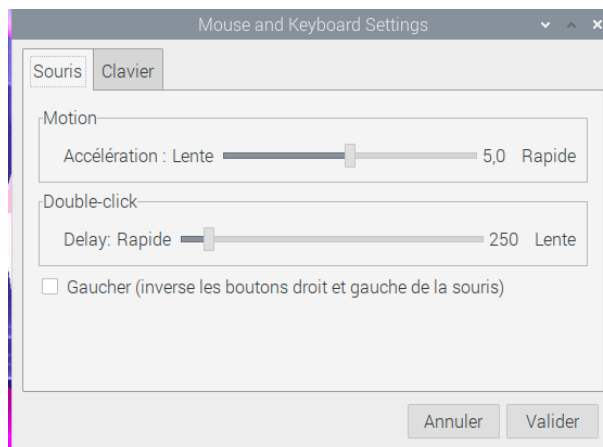 Mouse and Keyboard Settings
Souris Clavier
Motion
Accélération : Lente 5,0 Rapide
Double-click
Delay: Rapide 250 Lente
Gaucher (inverse les boutons droit et gauche de la souris)
Annuler Valider